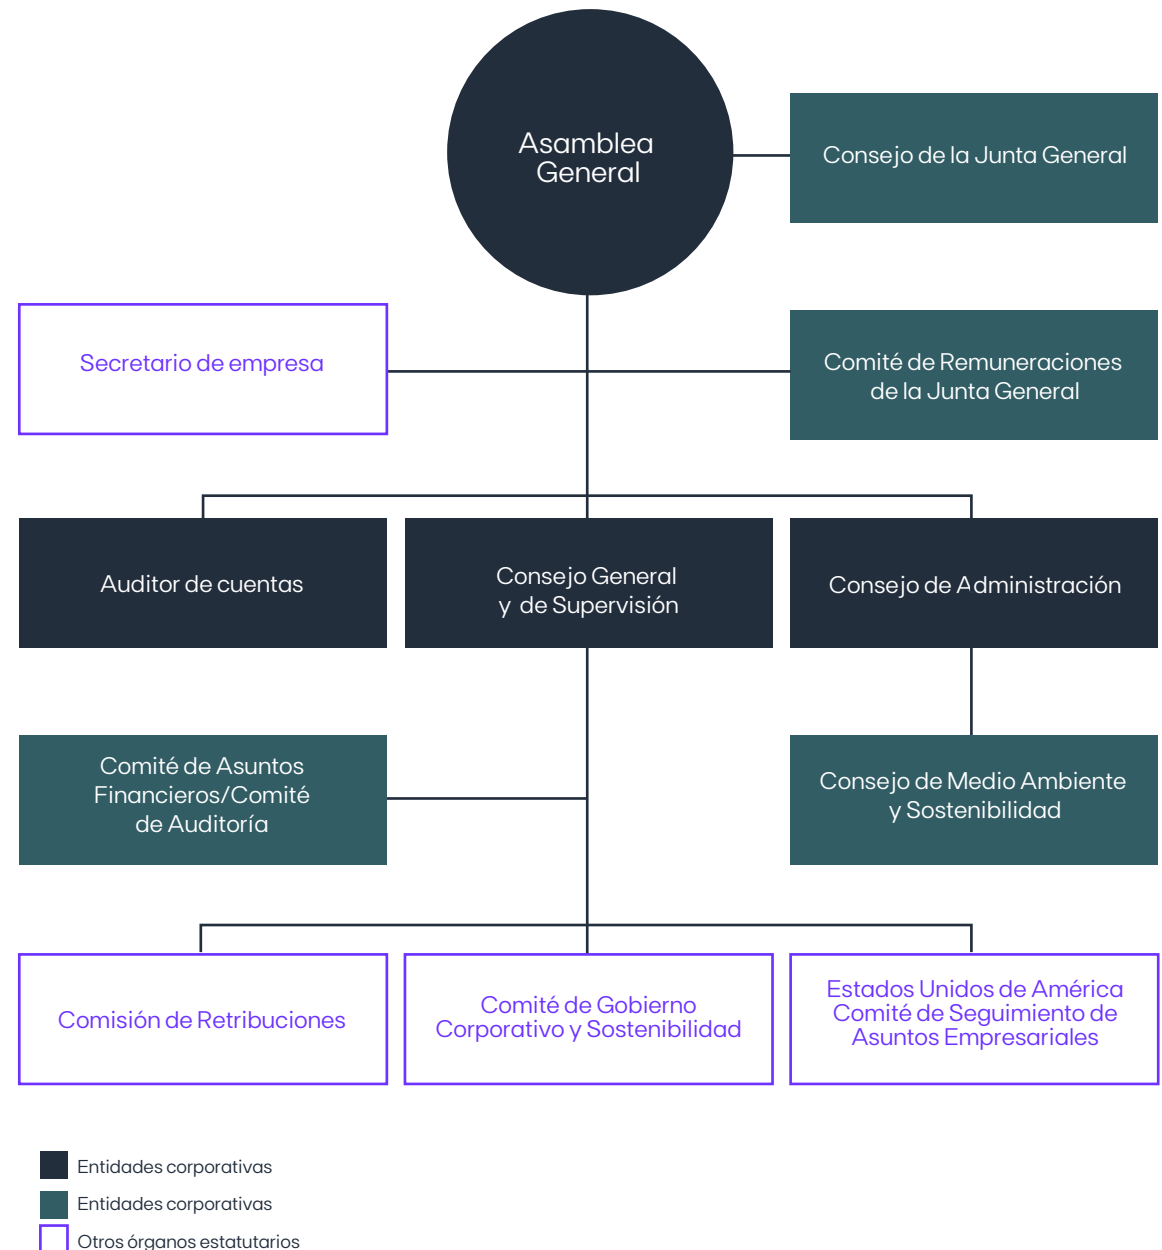 Asamblea
General
Consejo de la Junta General
Secretario de empresa
Comité de Remuneraciones
de la Junta General
Auditor de cuentas
Consejo General
y de Supervisión
Consejo de Administración
Comité de Asuntos
Financieros/Comité
de Auditoría
Consejo de Medio Ambiente
y Sostenibilidad
Comisión de Retribuciones
Comité de Gobierno
Corporativo y Sostenibilidad
Estados Unidos de América
Comité de Seguimiento de
Asuntos Empresariales
Entidades corporativas
Entidades corporativas
Otros órganos estatutarios